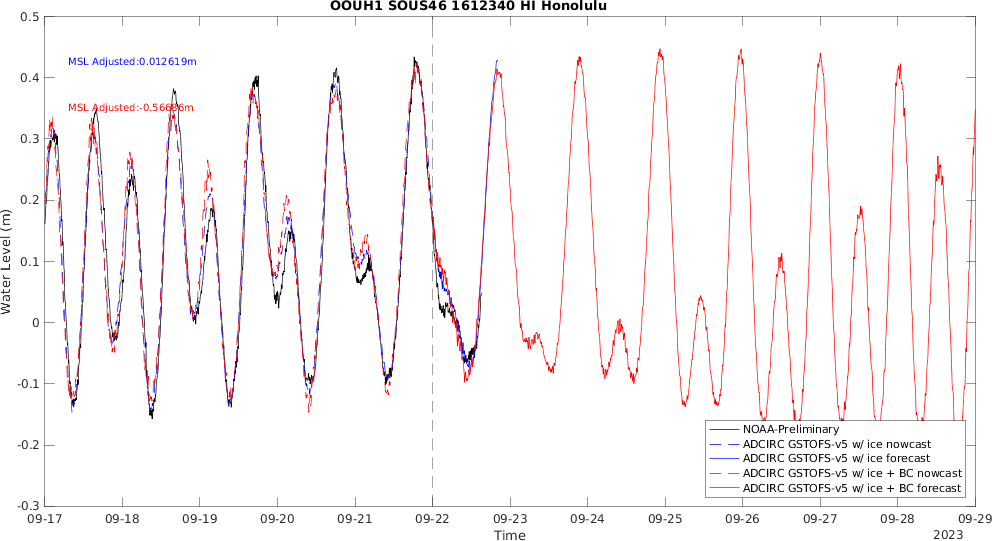 OOUH1 SOUS46 1612340 HI Honolulu
0.5
0.4
0.3
0.2
0.1
0
-0.1
-0.2
-0.3
Water Level (m)
MSL Adjusted:0.012619m
MSL Adjusted:-0.56686m
NOAA-Preliminary
ADCIRC GSTOFS-v5 w/ ice nowcast
ADCIRC GSTOFS-v5 w/ ice forecast
ADCIRC GSTOFS-v5 w/ ice + BC nowcast
ADCIRC GSTOFS-v5 w/ ice + BC forecast
09-17 09-18 09-19 09-20 09-21 09-22 09-23 09-24 09-25 09-26 09-27 09-28 09-29
Time
2023